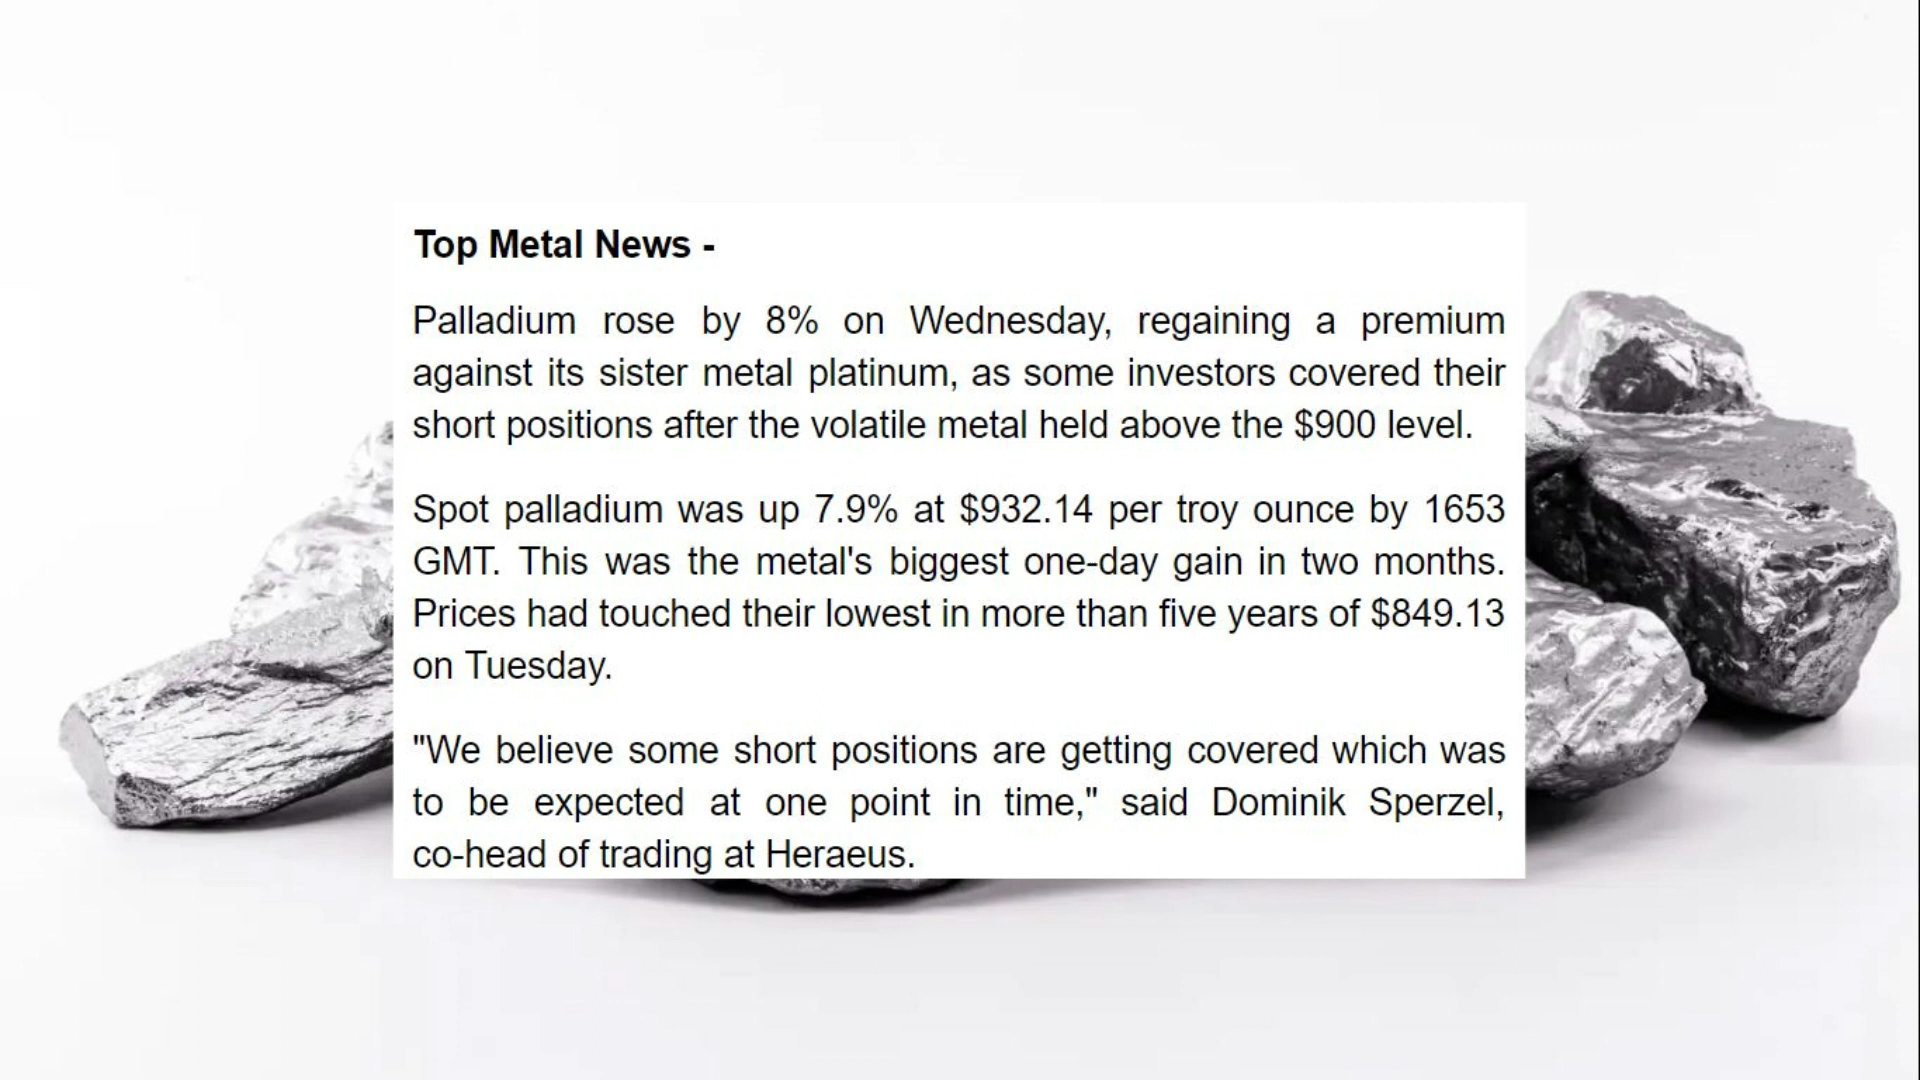 Top Metal News -
Palladium rose by 8% on Wednesday, regaining a premium
against its sister metal platinum, as some investors covered their
short positions after the volatile metal held above the $900 level.
Spot palladium was up 7.9% at $932.14 per troy ounce by 1653
GMT. This was the metal's biggest one-day gain in two months.
Prices had touched their lowest in more than five years of $849.13
on Tuesday.
"We believe some short positions are getting covered which was
to be expected at one point in time," said Dominik Sperzel,
co-head of trading at Heraeus.